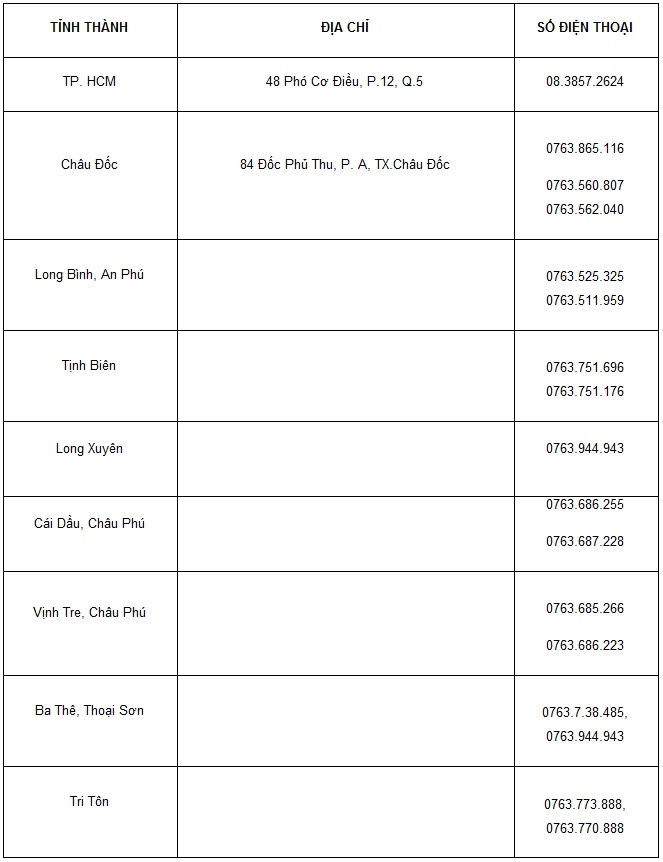 TỈNH THÀNH ĐỊA CHỈ SỐ ĐIỆN THOẠI
TP. HCM 48 Phó Cơ Điều, P.12, Q.5 08.3857.2624
Châu Đốc 84 Đốc Phủ Thu, P. A, TX.Châu Đốc 0763.865.116
0763.560.807
0763.562.040
Long Bình, An Phú 0763.525.325
0763.511.959
Tịnh Biên 0763.751.696
0763.751.176
Long Xuyên 0763.944.943
Cái Dầu, Châu Phú 0763.686.255
0763.687.228
Vịnh Tre, Châu Phú 0763.685.266
0763.686.223
Ba Thê, Thoại Sơn 0763.7.38.485,
0763.944.943
Tri Tôn 0763.773.888,
0763.770.888